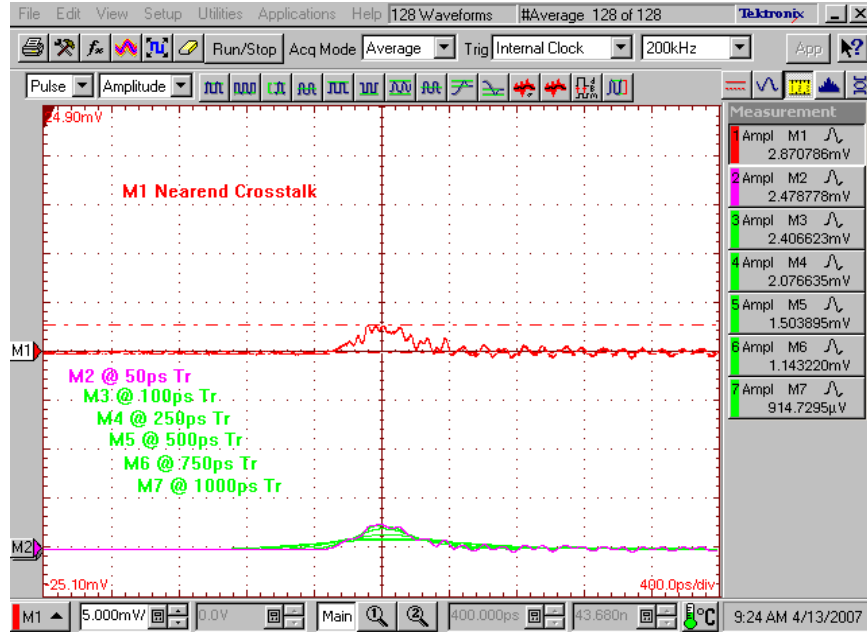 File Edit View Setup Utilities Applications Help 128 Waveforms #Average 128 of 128 Tektronix
Run/Stop Acq Mode Average Trig Internal Clock 200kHz App
Pulse Amplitude
24.90mV
M1 Nearend Crosstalk
M1
M2 @ 50ps Tr
M3 @ 100ps Tr
M4 @ 250ps Tr
M5 @ 500ps Tr
M6 @ 750ps Tr
M7 @ 1000ps Tr
M2
-25.10mV 400.0ps/div
Measurement
1 Ampl M1
2.870786mV
2 Ampl M2
2.478778mV
3 Ampl M3
2.406623mV
4 Ampl M4
2.076635mV
5 Ampl M5
1.503895mV
6 Ampl M6
1.143220mV
7 Ampl M7
914.7295µV
M1 5.000mV/ 0.0V Main 1 2 400.000ps 43.680n °C 9:24 AM 4/13/2007